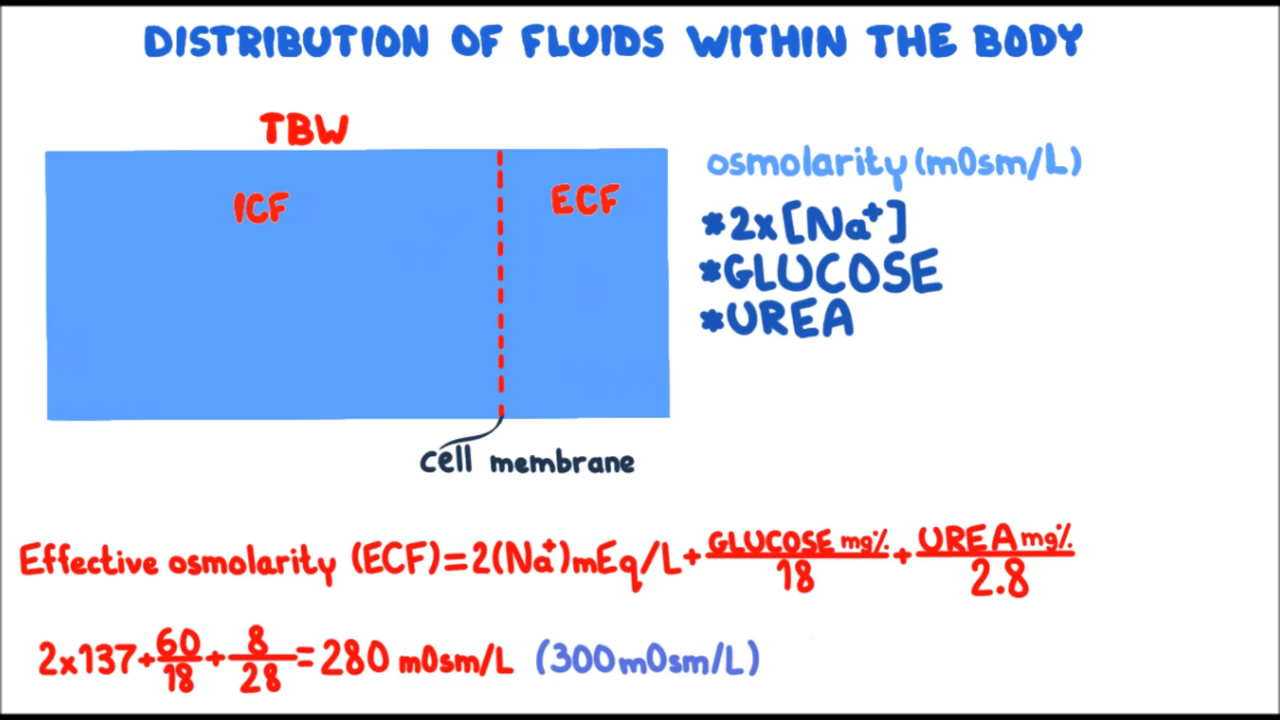 DISTRIBUTION OF FLUIDS WITHIN THE BODY
TBW
ICF
ECF
cell membrane
osmolarity (mOsm/L)
*2x[Na+]
*GLUCOSE
*UREA
Effective osmolarity (ECF)=2(Na+)mEq/L+GLUCOSE mg%/18+UREA mg%/2.8
2x137+60/18+8/28=280 mOsm/L (300mOsm/L)